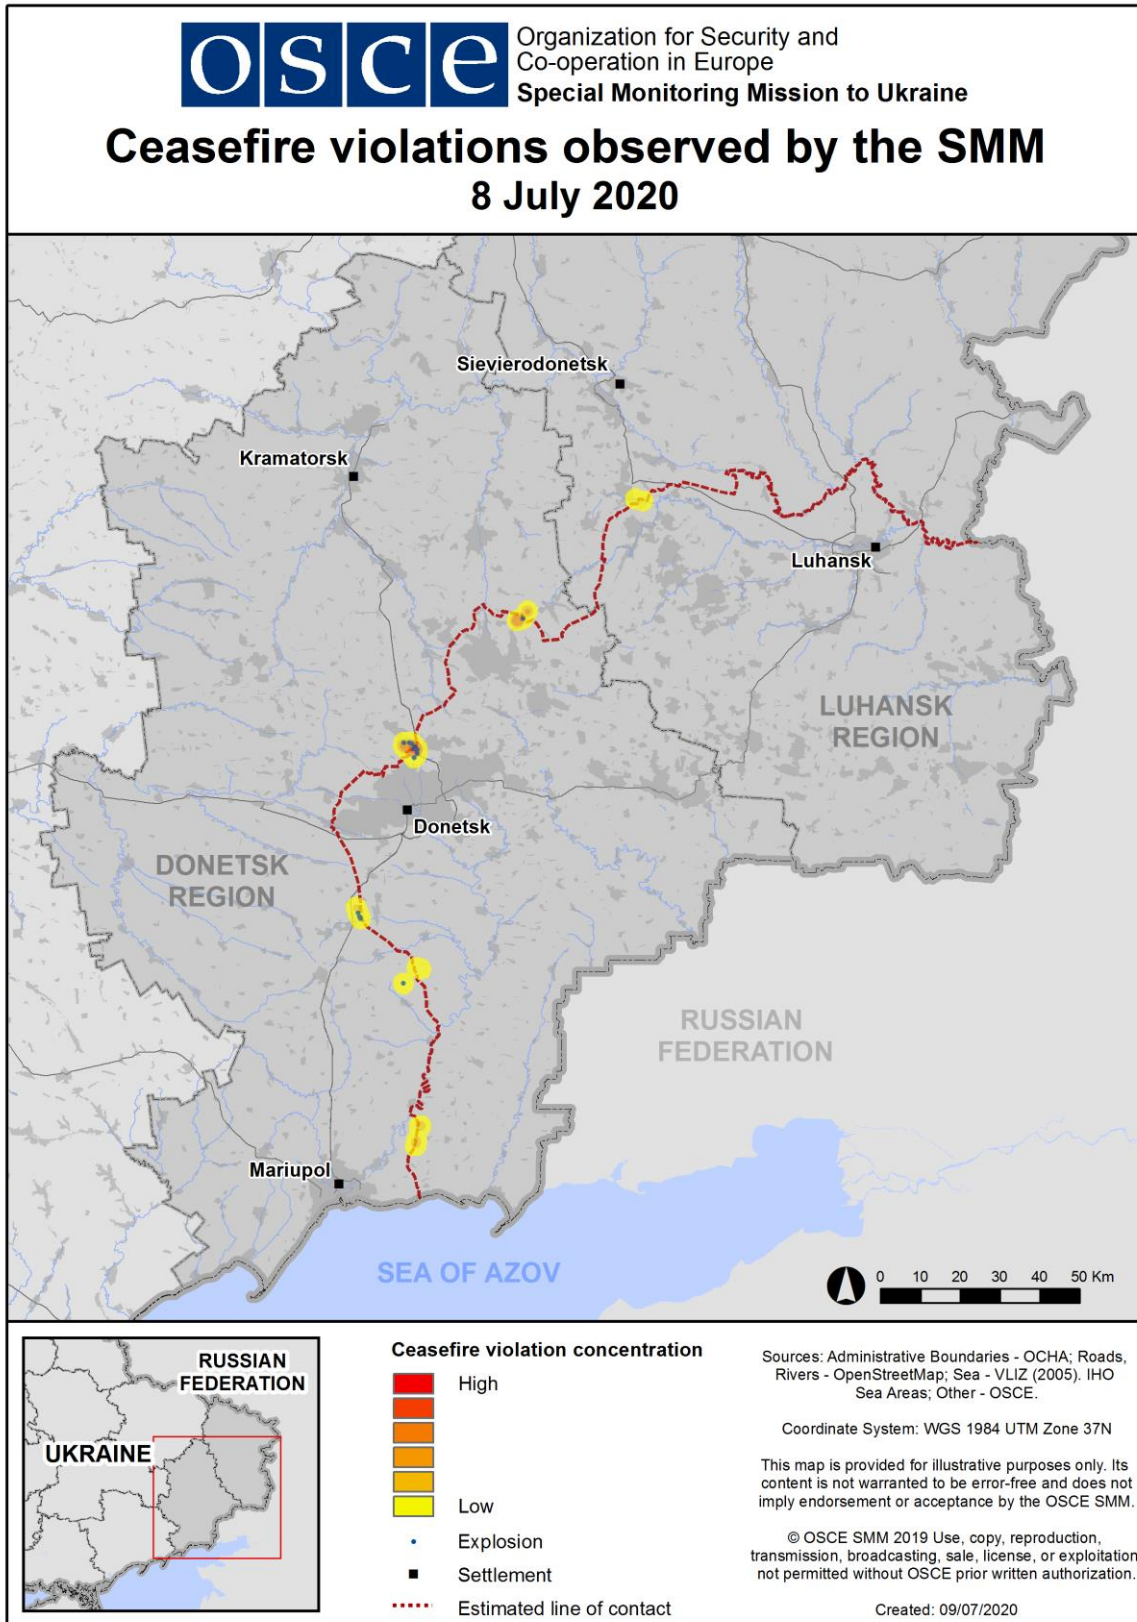 osce
Organization for Security and
Co-operation in Europe
Special Monitoring Mission to Ukraine
Ceasefire violations observed by the SMM
8 July 2020
Sievierodonetsk
Kramatorsk
Luhansk
LUHANSK
REGION
Donetsk
DONETSK
REGION
RUSSIAN
FEDERATION
Mariupol
SEA OF AZOV
0 10 20 30 40 50 Km
RUSSIAN
FEDERATION
UKRAINE
Ceasefire violation concentration
High
Low
Explosion
Settlement
Estimated line of contact
Sources: Administrative Boundaries - OCHA; Roads,
Rivers - OpenStreetMap; Sea - VLIZ (2005). IHO
Sea Areas; Other - OSCE.
Coordinate System: WGS 1984 UTM Zone 37N
This map is provided for illustrative purposes only. Its
content is not warranted to be error-free and does not
imply endorsement or acceptance by the OSCE SMM.
© OSCE SMM 2019 Use, copy, reproduction,
transmission, broadcasting, sale, license, or exploitation
not permitted without OSCE prior written authorization.
Created: 09/07/2020